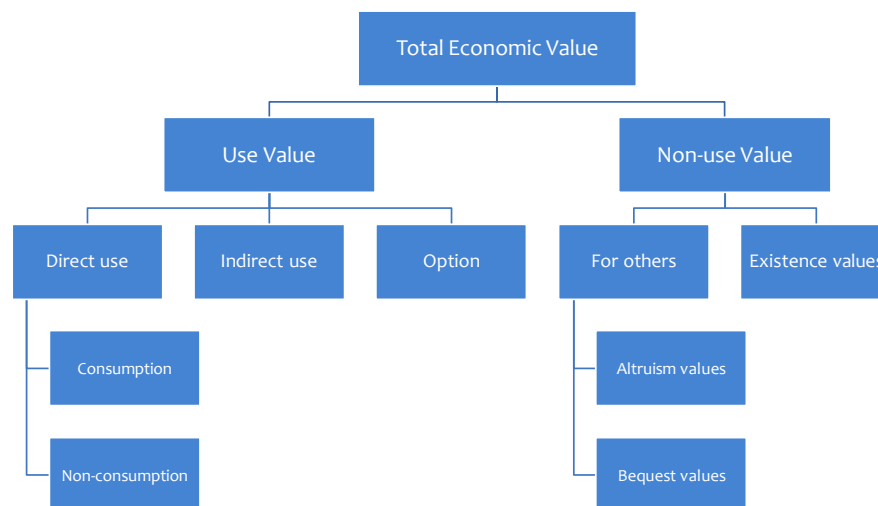 Total Economic Value
Use Value
Non-use Value
Direct use
Indirect use
Option
For others
Existence values
Consumption
Altruism values
Non-consumption
Bequest values